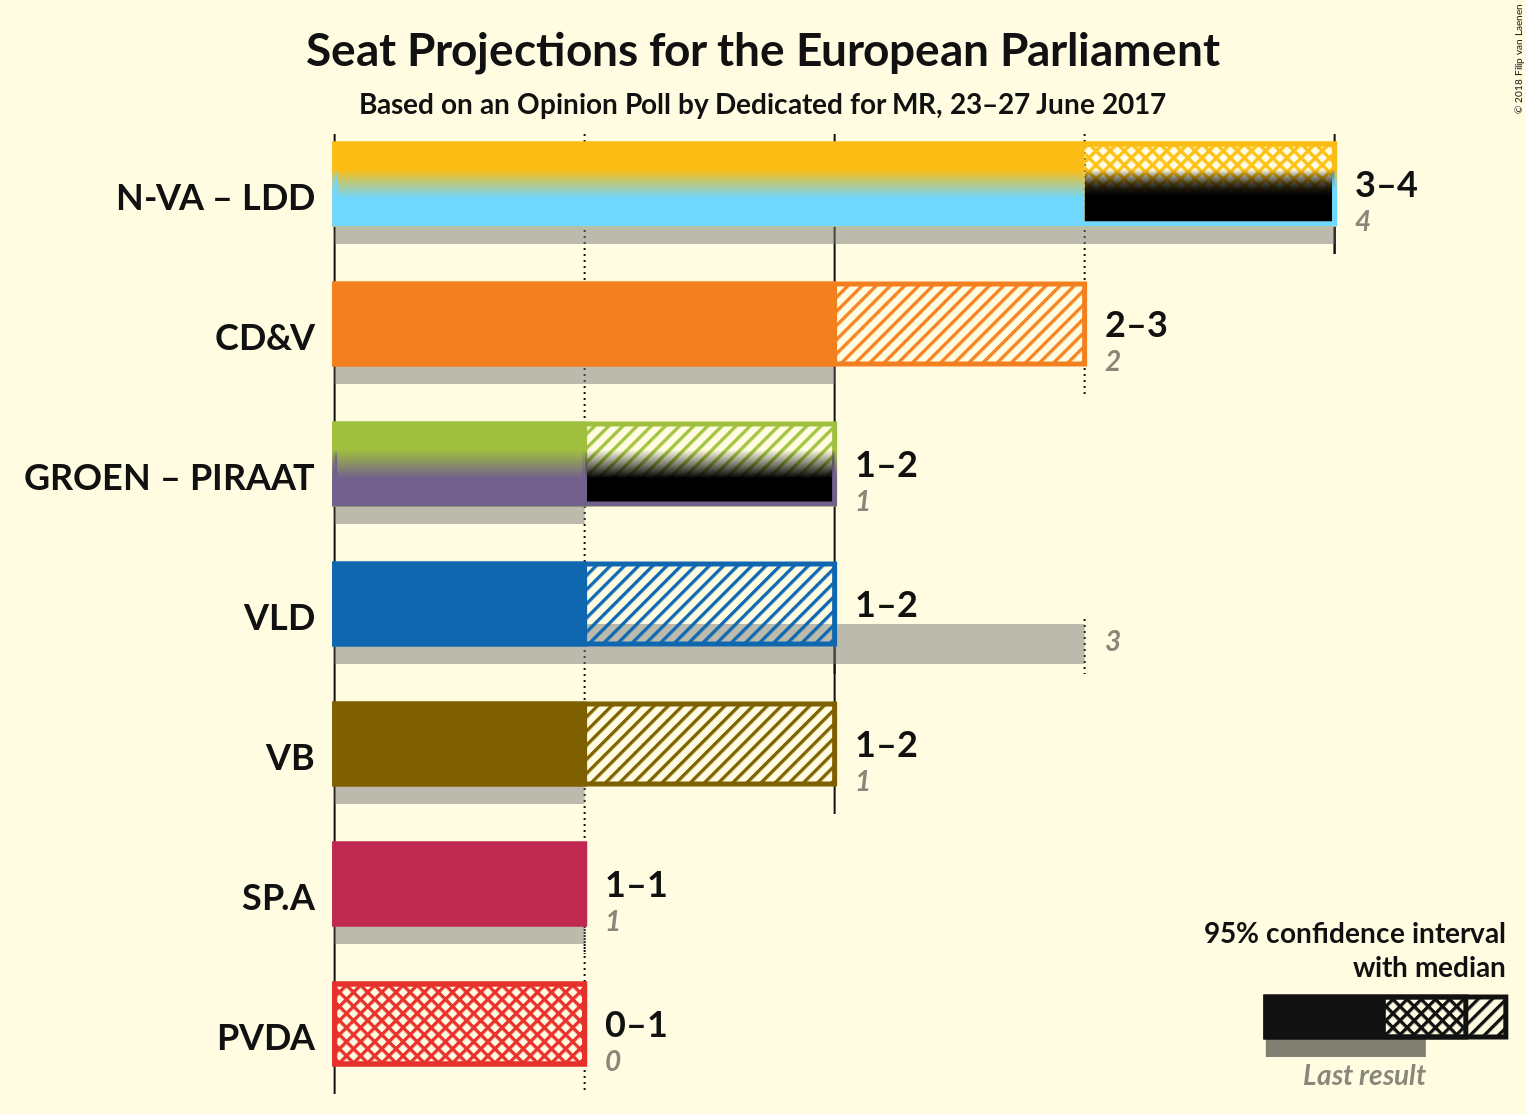 Seat Projections for the European Parliament
Based on an Opinion Poll by Dedicated for MR, 23–27 June 2017
© 2018 Filip van Laenen
N-VA – LDD
3–4
4
CD&V
2–3
2
GROEN – PIRAAT
1–2
1
VLD
1–2
3
VB
1–2
1
SP.A
1–1
1
PVDA
0–1
0
95% confidence interval
with median
Last result